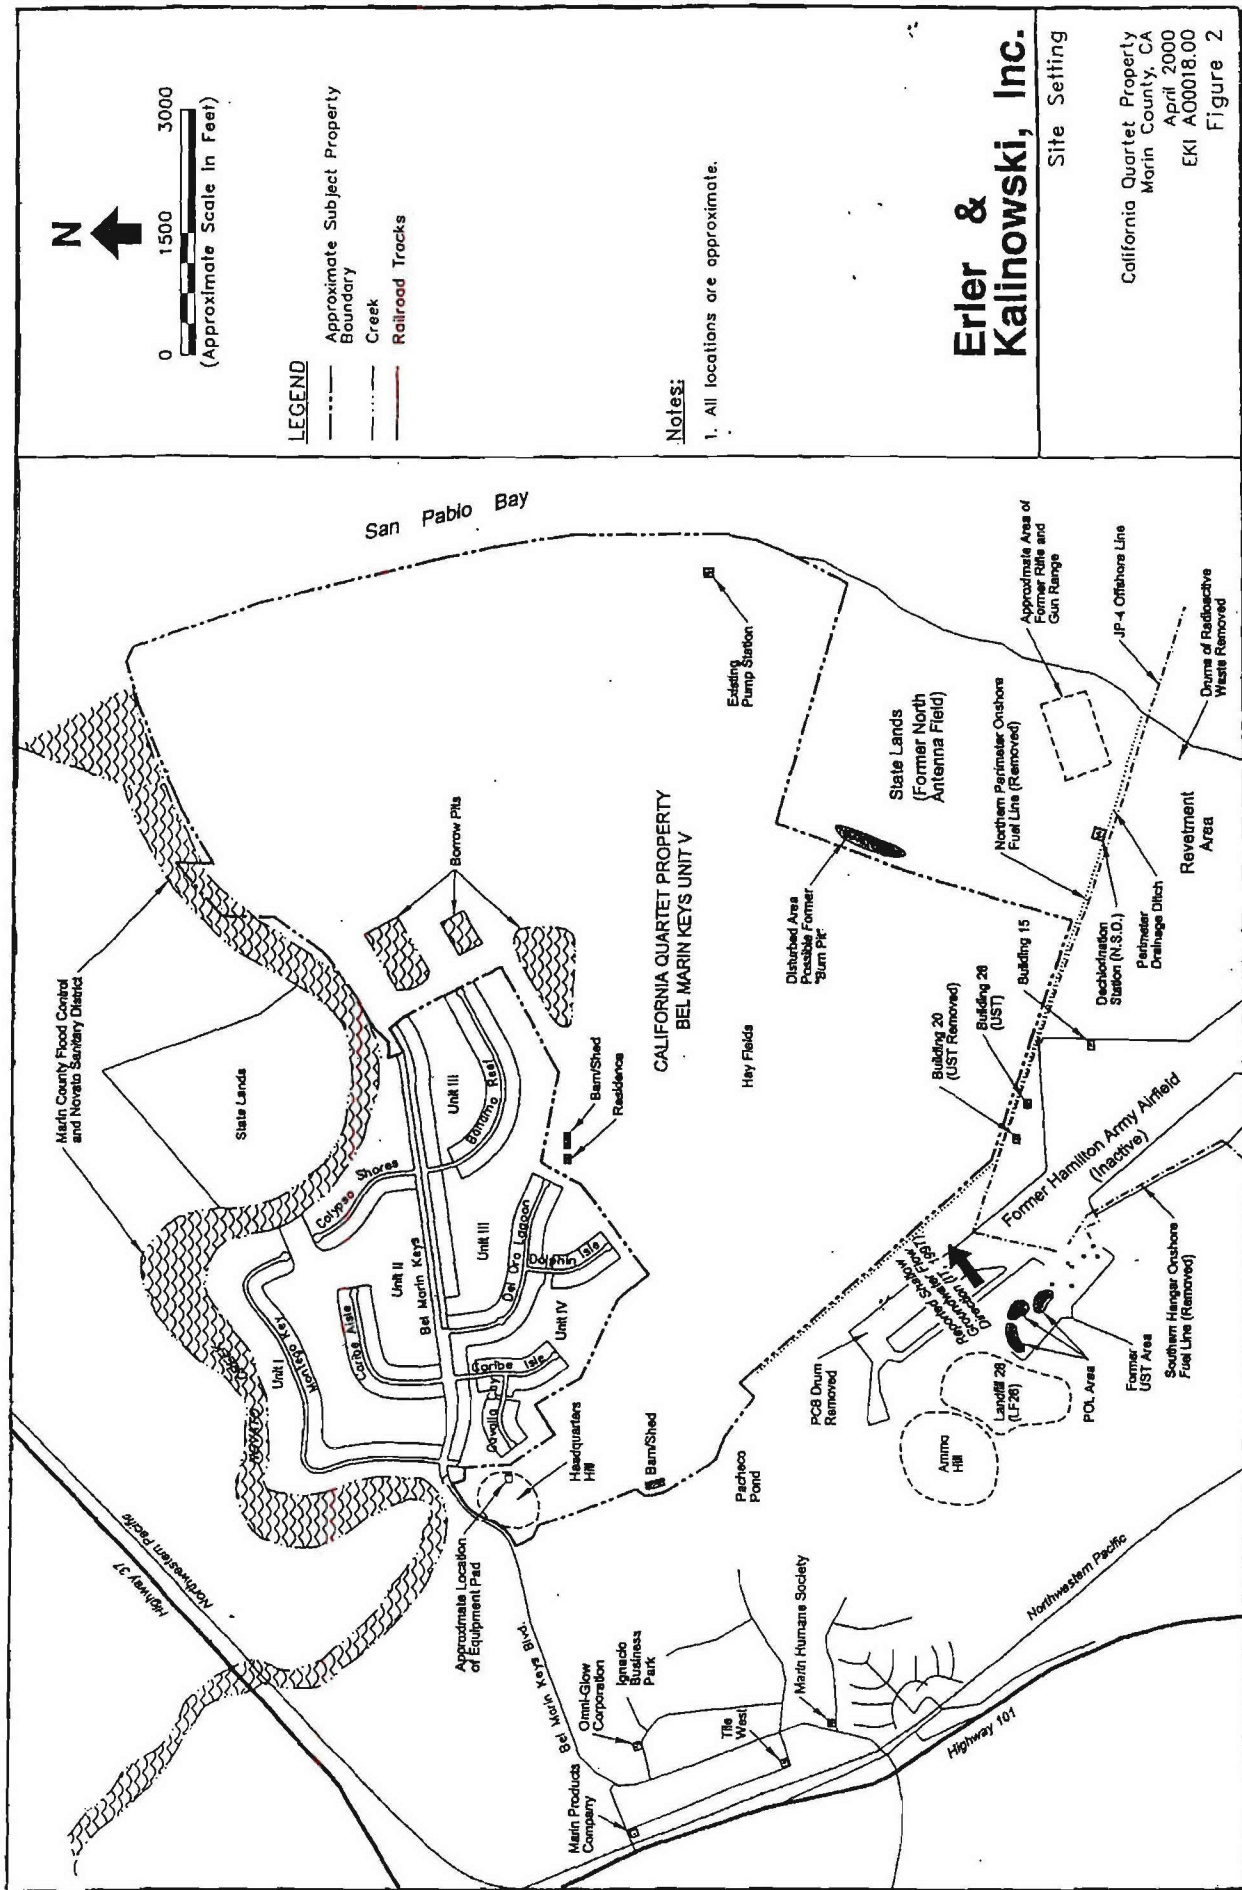 N
0 1500 3000
(Approximate Scale In Feet)
LEGEND
Approximate Subject Property
Boundary
Creek
Railroad Tracks
Notes:
1. All locations are approximate.
Erler &
Kalinowski, Inc.
Site Setting
California Quartet Property
Marin County, CA
April 2000
EKI A00018.00
Figure 2
San Pablo Bay
Marin County Flood Control
and Novato Sanitary District
State Lands
Borrow Pits
NOVATO
CREEK
Highway 37
Northwestern Pacific
Unit I
Montego Key
Calypso Shores
Unit II
Caribe Aisle
Bel Marin Keys
Unit III
Bahama Reef
Unit III
Del Oro Lagoon
Dolphin Isle
Unit IV
Caribe Isle
Cavalla Cay
Barn/Shed
Residence
Headquarters
Hill
Approximate Location
of Equipment Pad
Barn/Shed
CALIFORNIA QUARTET PROPERTY
BEL MARIN KEYS UNIT V
Hay Fields
Existing
Pump Station
Disturbed Area
Possible Former
"Burn Pit"
State Lands
(Former North
Antenna Field)
Approximate Area of
Former Rifle and
Gun Range
Northern Perimeter Onshore
Fuel Line (Removed)
JP-4 Offshore Line
Drums of Radioactive
Waste Removed
Revetment
Area
Dechlorination
Station (N.S.D.)
Perimeter
Drainage Ditch
Building 15
Building 26
(UST)
Building 20
(UST Removed)
Former Hamilton Army Airfield
(Inactive)
Reported Shallow
Groundwater Flow
Direction (IT, 1997)
PCB Drum
Removed
Landfill 26
(LF26)
Ammo
Hill
POL Area
Former
UST Area
Southern Hangar Onshore
Fuel Line (Removed)
Pacheco
Pond
Bel Marin Keys Blvd.
Omni-Glow
Corporation
Ignacio
Business
Park
Marin Products
Company
Tile
West
Marin Humane Society
Northwestern Pacific
Highway 101